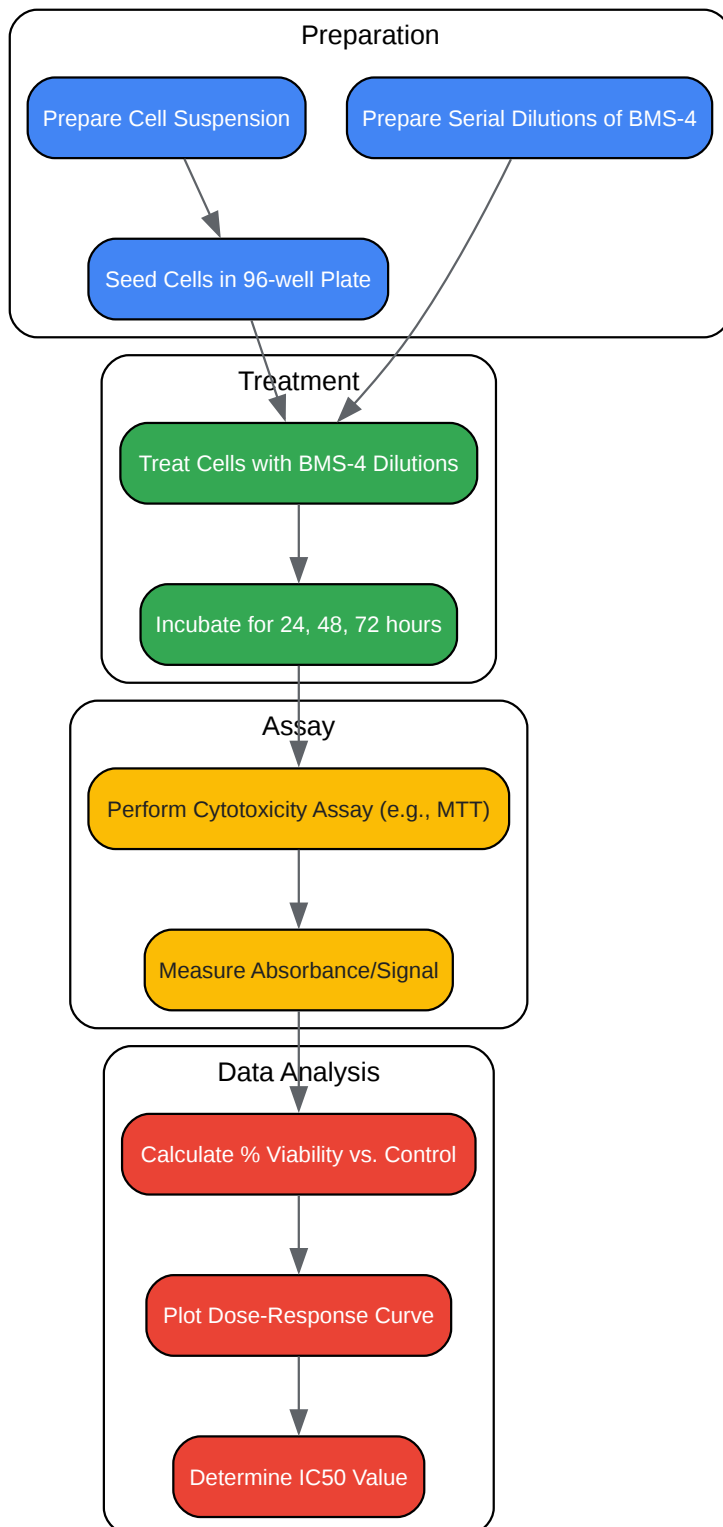 Preparation
Prepare Cell Suspension
Prepare Serial Dilutions of BMS-4
Seed Cells in 96-well Plate
Treatment
Treat Cells with BMS-4 Dilutions
Incubate for 24, 48, 72 hours
Assay
Perform Cytotoxicity Assay (e.g., MTT)
Measure Absorbance/Signal
Data Analysis
Calculate % Viability vs. Control
Plot Dose-Response Curve
Determine IC50 Value